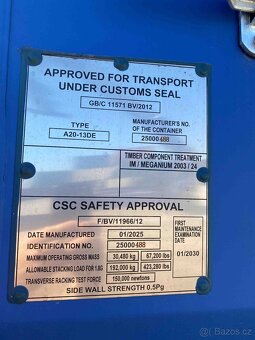 APPROVED FOR TRANSPORT
UNDER CUSTOMS SEAL
GB/C 11571 BV/2012
TYPE
MANUFACTURER'S NO.
OF THE CONTAINER
A20-13DE
25000488
TIMBER COMPONENT TREATMENT
IM / MEGANIUM 2003 / 24
CSC SAFETY APPROVAL
F/BV/11966/12
DATE MANUFACTURED 01/2025
IDENTIFICATION NO. 25000488
MAXIMUM OPERATING GROSS MASS 30,480 kg 67,200 lbs
ALLOWABLE STACKING LOAD FOR 1.8G 192,000 kg 423,280 lbs
TRANSVERSE RACKING TEST FORCE 150,000 newtons
SIDE WALL STRENGTH 0.5Pg
FIRST
MAINTENANCE
EXAMINATION
DATE
01/2030
bazos.cz